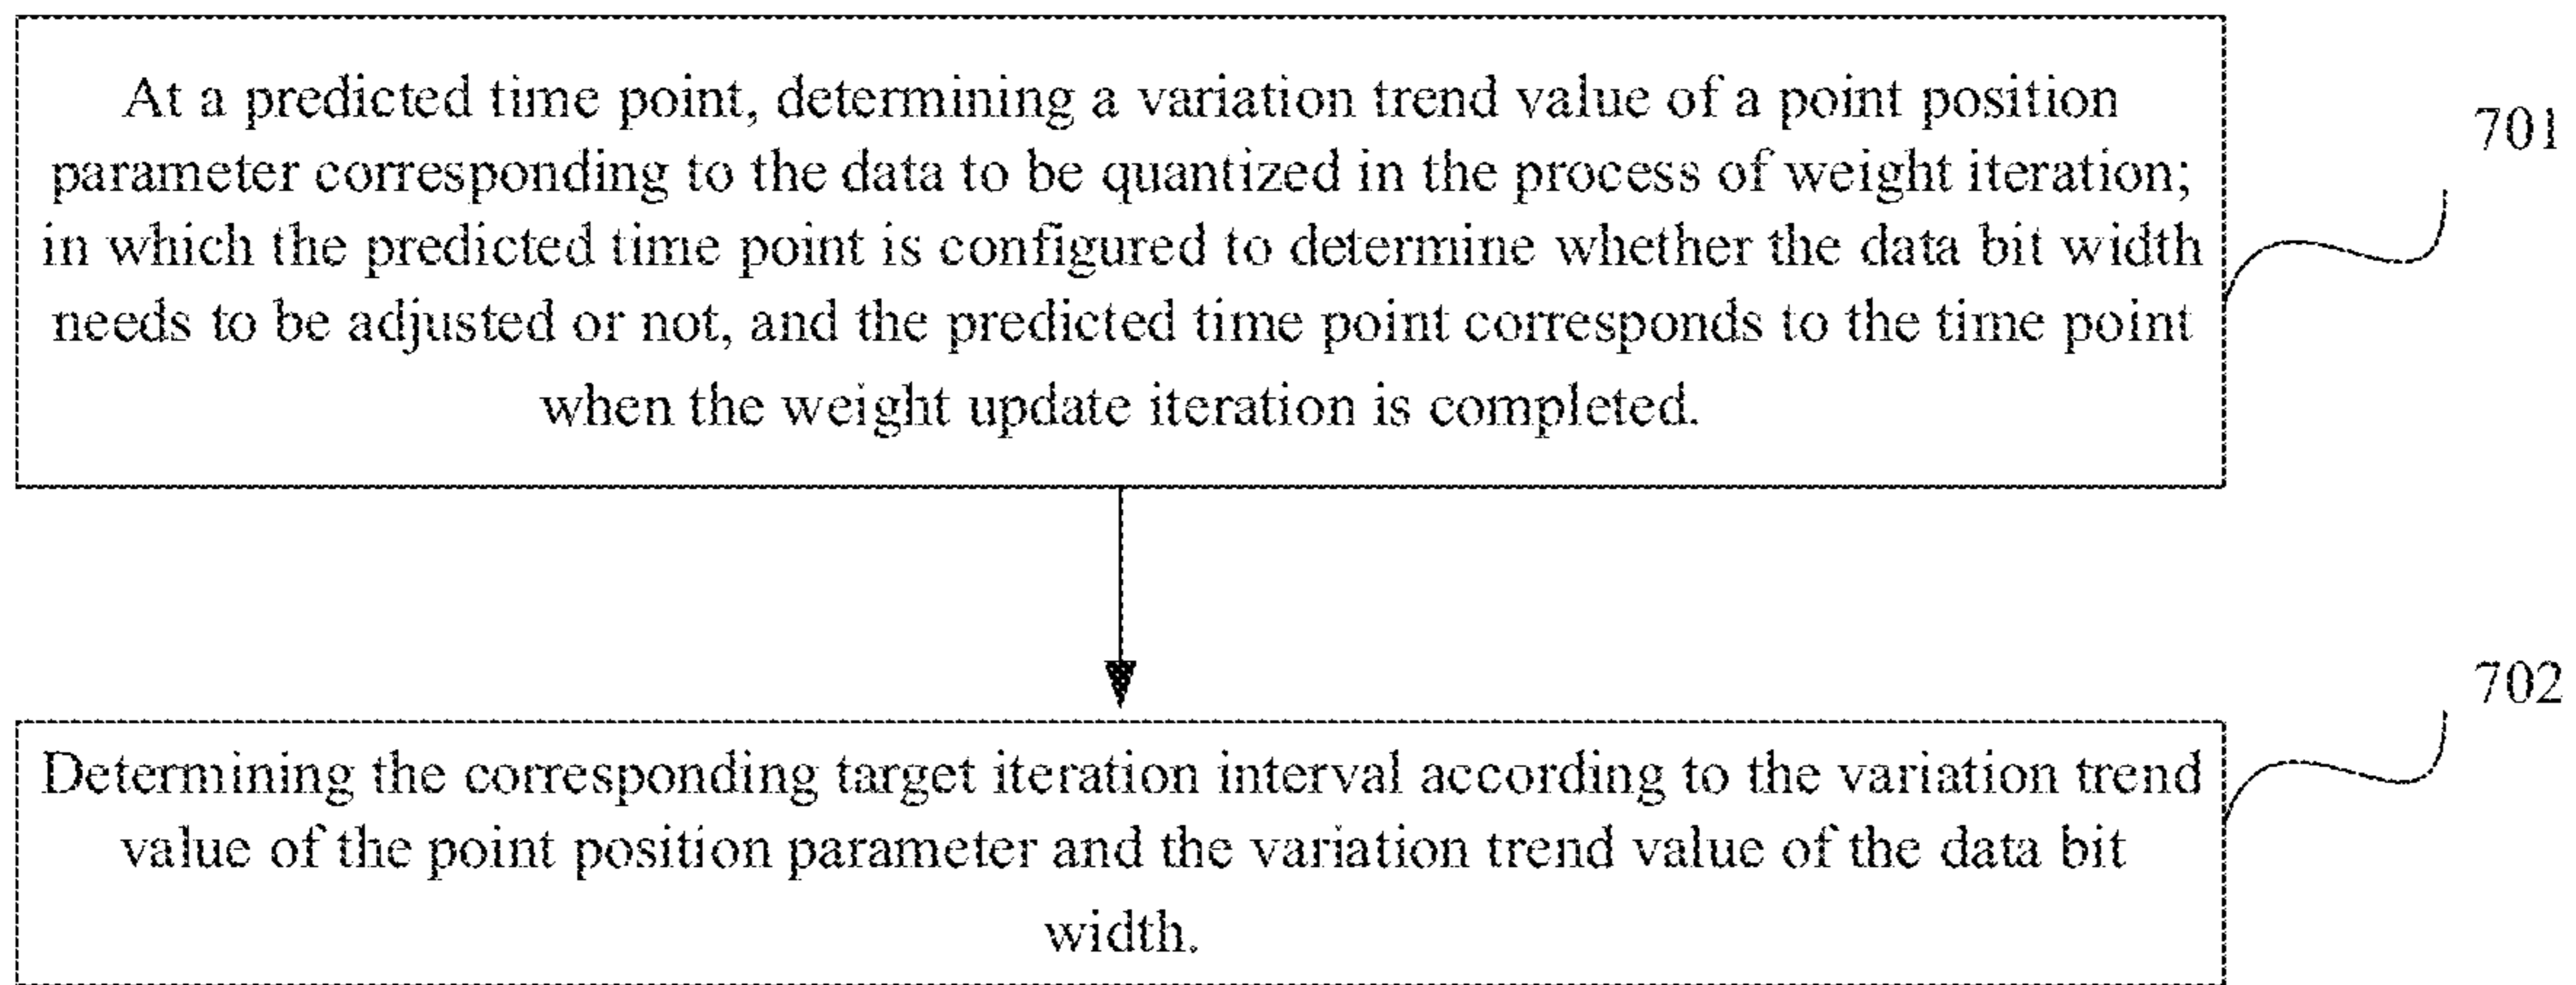 At a predicted time point, determining a variation trend value of a point position
parameter corresponding to the data to be quantized in the process of weight iteration;
in which the predicted time point is configured to determine whether the data bit width
needs to be adjusted or not, and the predicted time point corresponds to the time point
when the weight update iteration is completed.
701
Determining the corresponding target iteration interval according to the variation trend
value of the point position parameter and the variation trend value of the data bit
width.
702